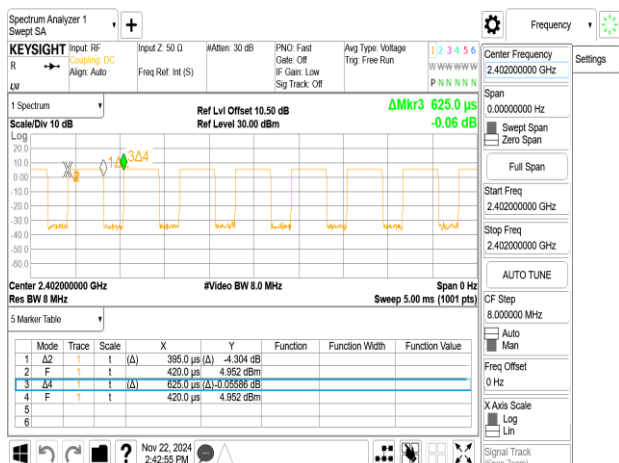 Spectrum Analyzer 1
Swept SA
Frequency
KEYSIGHT
R
LXI
Input: RF
Coupling: DC
Align: Auto
Input Z: 50 Ω
Freq Ref: Int (S)
#Atten: 30 dB
PNO: Fast
Gate: Off
IF Gain: Low
Sig Track: Off
Avg Type: Voltage
Trig: Free Run
1 2 3 4 5 6
W W W W W W
P N N N N N
Settings
1 Spectrum
Scale/Div 10 dB
Ref Lvl Offset 10.50 dB
Ref Level 30.00 dBm
ΔMkr3 625.0 µs
-0.06 dB
Log
20.0
10.0
0.00
-10.0
-20.0
-30.0
-40.0
-50.0
-60.0
3Δ4
Center 2.402000000 GHz
Res BW 8 MHz
#Video BW 8.0 MHz
Span 0 Hz
Sweep 5.00 ms (1001 pts)
5 Marker Table
Mode Trace Scale X Y Function Function Width Function Value
1 Δ2 1 t (Δ) 395.0 µs (Δ) -4.304 dB
2 F 1 t 420.0 µs 4.952 dBm
3 Δ4 1 t (Δ) 625.0 µs (Δ) -0.05586 dB
4 F 1 t 420.0 µs 4.952 dBm
5
6
Nov 22, 2024
2:42:55 PM
Center Frequency
2.402000000 GHz
Span
0.00000000 Hz
Swept Span
Zero Span
Full Span
Start Freq
2.402000000 GHz
Stop Freq
2.402000000 GHz
AUTO TUNE
CF Step
8.000000 MHz
Auto
Man
Freq Offset
0 Hz
X Axis Scale
Log
Lin
Signal Track
(Span Zoom)